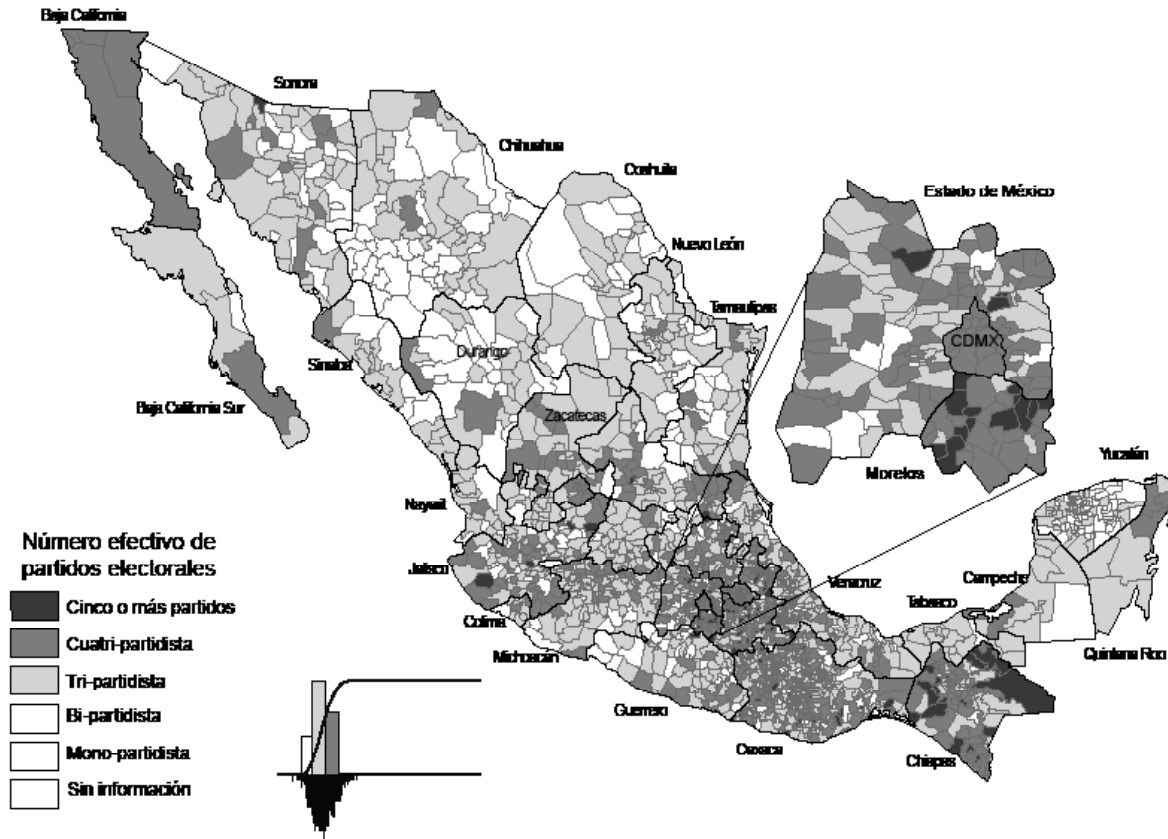 Baja California
Sonora
Chihuahua
Coahuila
Estado de México
Nuevo León
Tamaulipas
CDMX
Durango
Sinaloa
Baja California Sur
Zacatecas
Morelos
Yucatán
Nayarit
Número efectivo de
partidos electorales
Jalisco
Veracruz
Campeche
Cinco o más partidos
Tabasco
Colima
Cuatri-partidista
Michoacán
Quintana Roo
Tri-partidista
Guerrero
Bi-partidista
Oaxaca
Mono-partidista
Chiapas
Sin información